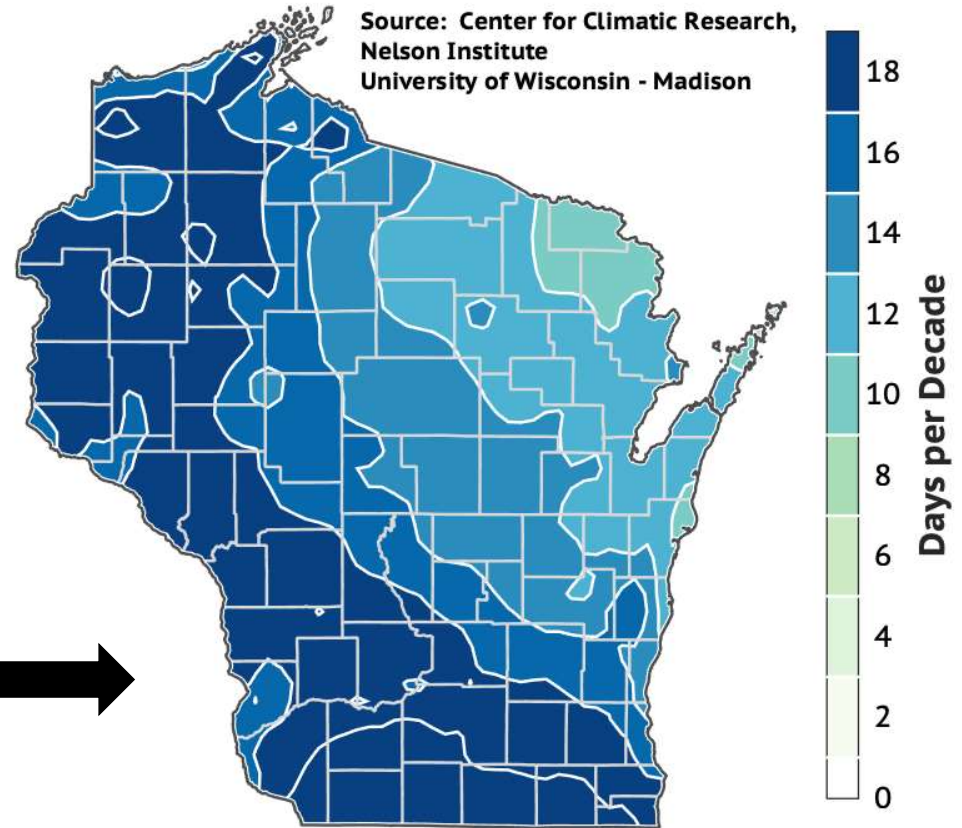 Source: Center for Climatic Research,
Nelson Institute
University of Wisconsin - Madison
18
16
14
12
10
8
6
4
2
0
Days per Decade